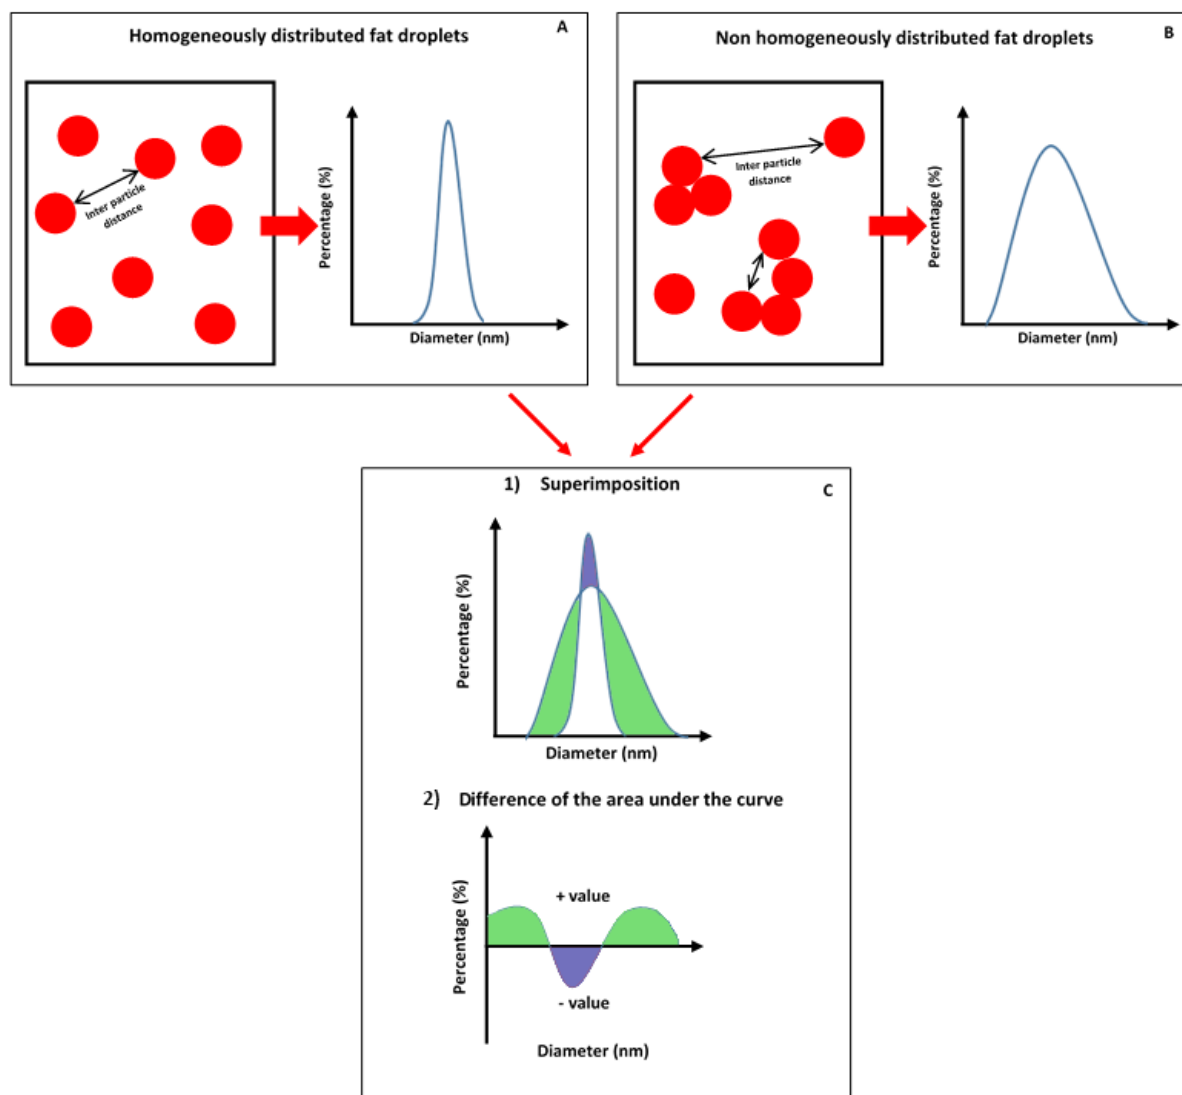 Homogeneously distributed fat droplets
A
Inter particle
distance
Percentage (%)
Diameter (nm)
Non homogeneously distributed fat droplets
B
Inter particle
distance
Percentage (%)
Diameter (nm)
1) Superimposition
C
Percentage (%)
Diameter (nm)
2) Difference of the area under the curve
Percentage (%)
+ value
- value
Diameter (nm)